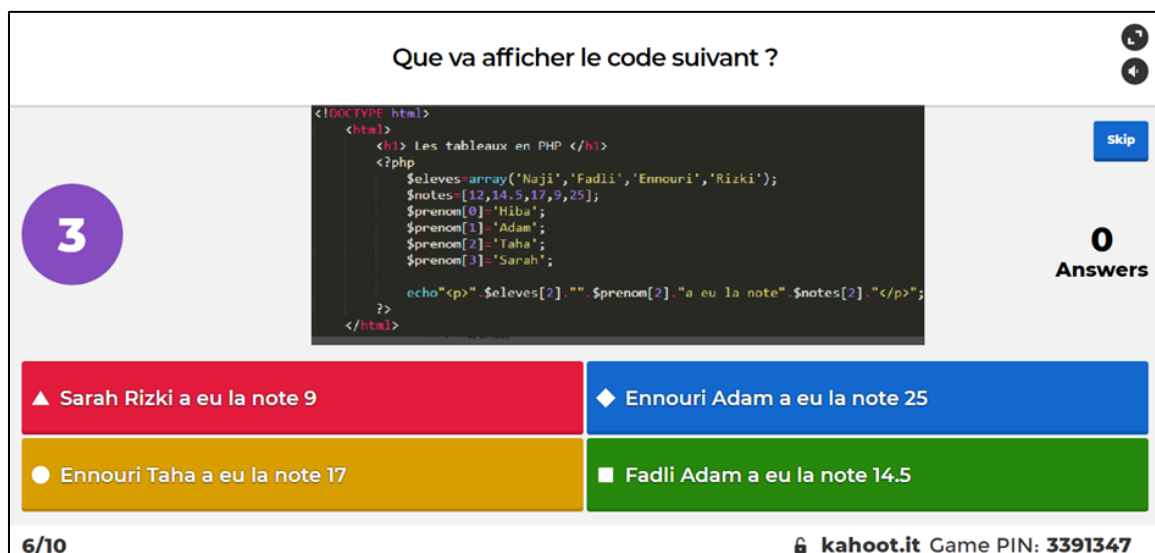 Que va afficher le code suivant ?
<!DOCTYPE html>
<html>
<h1> Les tableaux en PHP </h1>
<?php
$eleves=array('Naji','Fadli','Ennouri','Rizki');
$notes=[12,14.5,17,9,25];
$prenom[0]='Hiba';
$prenom[1]='Adam';
$prenom[2]='Taha';
$prenom[3]='Sarah';
echo"<p>".$eleves[2]."".$prenom[2]."a eu la note".$notes[2]."</p>";
?>
</html>
Skip
3
0
Answers
Sarah Rizki a eu la note 9
Ennouri Adam a eu la note 25
Ennouri Taha a eu la note 17
Fadli Adam a eu la note 14.5
6/10
kahoot.it Game PIN: 3391347